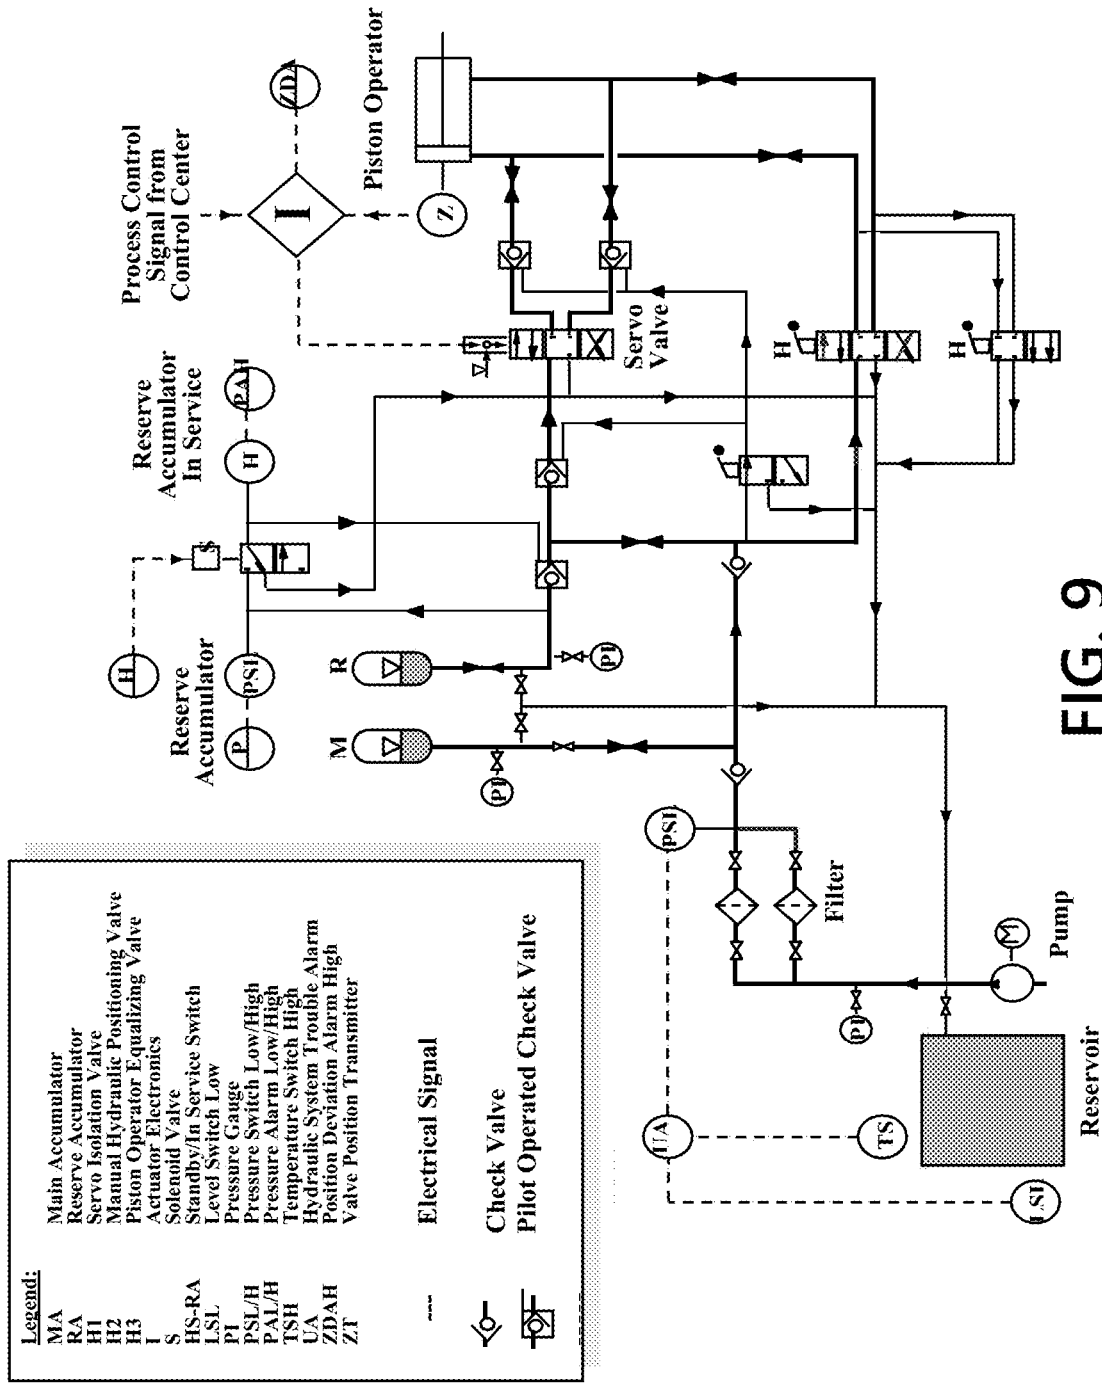 Legend:
MA Main Accumulator
RA Reserve Accumulator
H1 Servo Isolation Valve
H2 Manual Hydraulic Positioning Valve
H3 Piston Operator Equalizing Valve
I Actuator Electronics
S Solenoid Valve
HS-RA Standby/In Service Switch
LSL Level Switch Low
PI Pressure Gauge
PSL/H Pressure Switch Low/High
PAL/H Pressure Alarm Low/High
TSH Temperature Switch High
UA Hydraulic System Trouble Alarm
ZDAH Position Deviation Alarm High
ZT Valve Position Transmitter
--- Electrical Signal
Check Valve
Pilot Operated Check Valve
Reserve
Accumulator
P
PSL
H
S
Reserve
Accumulator
In Service
H
PAH
Process Control
Signal from
Control Center
I
ZDA
Z
Piston Operator
M
R
PI
PI
Servo
Valve
H
H
PSI
Filter
UA
TS
LSI
PI
M
Pump
Reservoir
FIG. 9